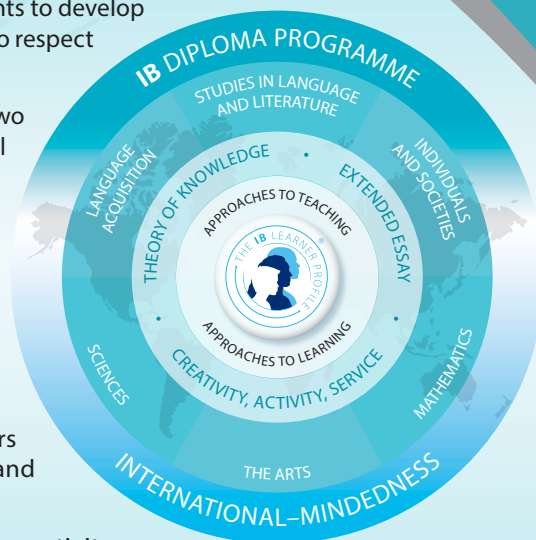 nts to develop
o respect
wo
l
rs
and
IB DIPLOMA PROGRAMME
STUDIES IN LANGUAGE
AND LITERATURE
LANGUAGE
ACQUISITION
INDIVIDUALS
AND SOCIETIES
THEORY OF KNOWLEDGE
EXTENDED ESSAY
APPROACHES TO TEACHING
THE IB LEARNER PROFILE
®
APPROACHES TO LEARNING
CREATIVITY, ACTIVITY, SERVICE
SCIENCES
MATHEMATICS
THE ARTS
INTERNATIONAL–MINDEDNESS